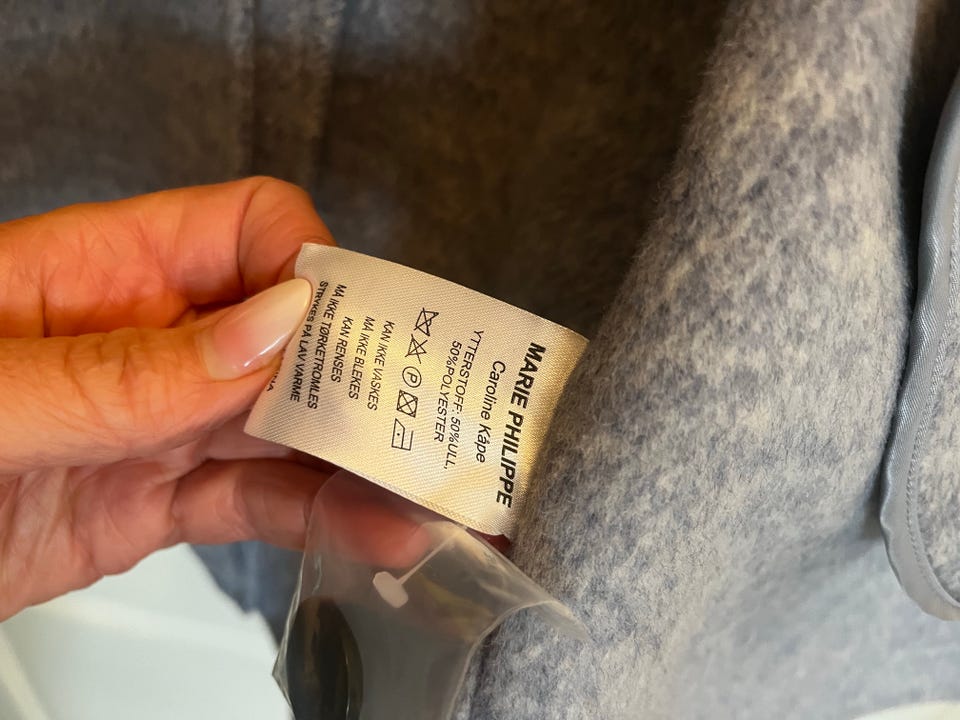 MARIE PHILIPPE
Caroline Kåpe
YTTERSTOFF: 50%ULL,
50%POLYESTER
KAN IKKE VASKES
MÅ IKKE BLEKES
KAN RENSES
MÅ IKKE TØRKETROMLES
STRYKES PÅ LAV VARME